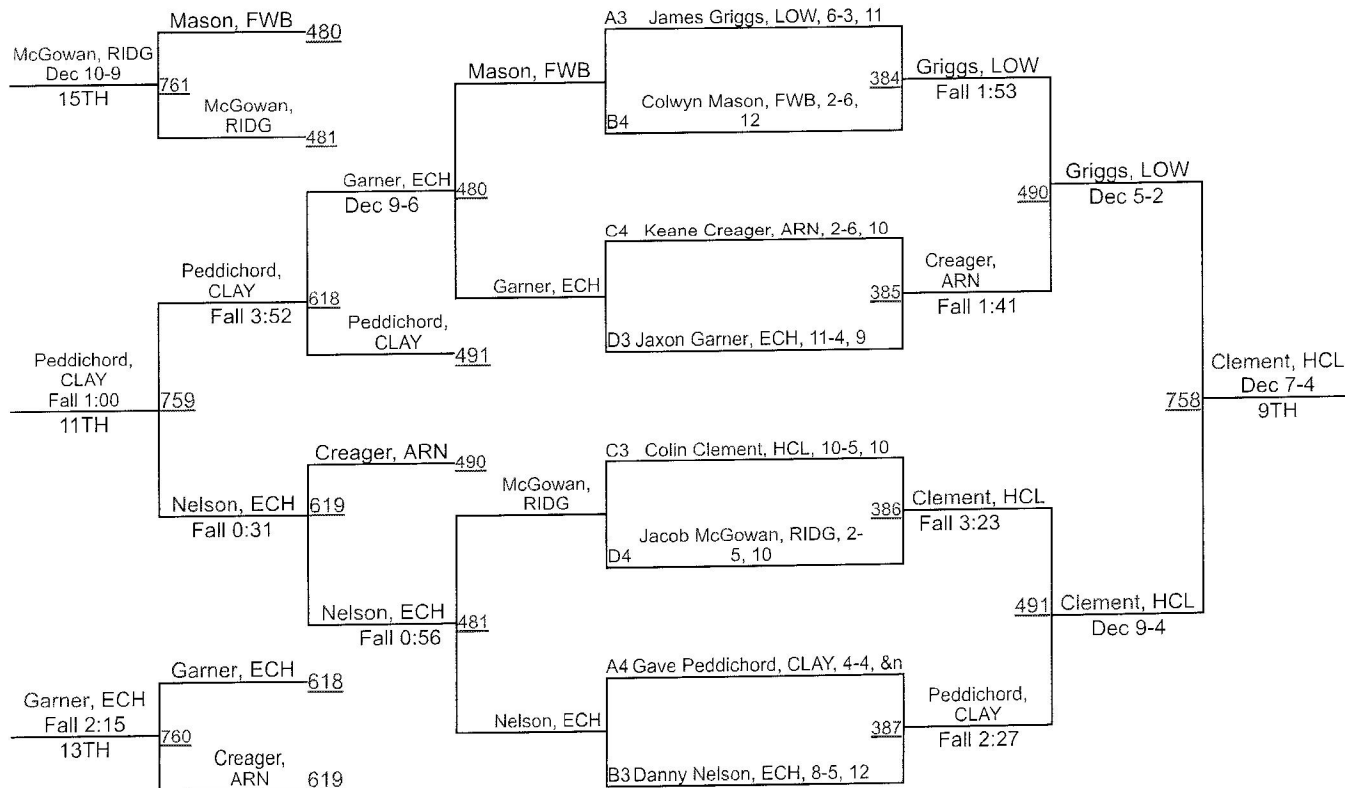 Mason, FWB
480
McGowan, RIDG
Dec 10-9
15TH
761
McGowan,
RIDG
481
Garner, ECH
Dec 9-6
480
Mason, FWB
Garner, ECH
Peddichord,
CLAY
Fall 3:52
618
Peddichord,
CLAY
491
Peddichord,
CLAY
Fall 1:00
11TH
759
Creager, ARN
490
Nelson, ECH
Fall 0:31
619
McGowan,
RIDG
Nelson, ECH
Fall 0:56
481
Nelson, ECH
Garner, ECH
618
Garner, ECH
Fall 2:15
13TH
760
Creager,
ARN
619
A3 James Griggs, LOW, 6-3, 11
384
Colwyn Mason, FWB, 2-6,
12
B4
Griggs, LOW
Fall 1:53
C4 Keane Creager, ARN, 2-6, 10
385
D3 Jaxon Garner, ECH, 11-4, 9
Creager,
ARN
Fall 1:41
490
Griggs, LOW
Dec 5-2
C3 Colin Clement, HCL, 10-5, 10
386
Jacob McGowan, RIDG, 2-
5, 10
D4
Clement, HCL
Fall 3:23
A4 Gave Peddichord, CLAY, 4-4, &n
387
B3 Danny Nelson, ECH, 8-5, 12
Peddichord,
CLAY
Fall 2:27
491
Clement, HCL
Dec 9-4
758
Clement, HCL
Dec 7-4
9TH